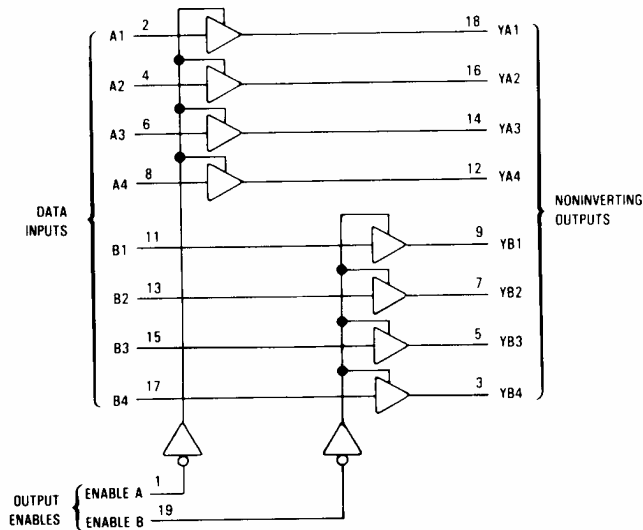 A1 2 18 YA1
A2 4 16 YA2
A3 6 14 YA3
A4 8 12 YA4
DATA
INPUTS
NONINVERTING
OUTPUTS
B1 11 9 YB1
B2 13 7 YB2
B3 15 5 YB3
B4 17 3 YB4
OUTPUT
ENABLES
ENABLE A 1
ENABLE B 19